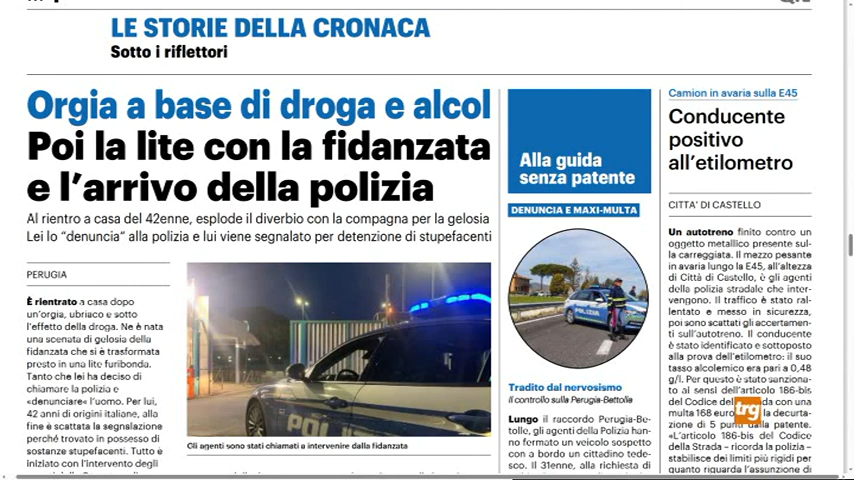 LE STORIE DELLA CRONACA
Sotto i riflettori
Orgia a base di droga e alcol
Poi la lite con la fidanzata
e l'arrivo della polizia
Al rientro a casa del 42enne, esplode il diverbio con la compagna per la gelosia
Lei lo "denuncia" alla polizia e lui viene segnalato per detenzione di stupefacenti
PERUGIA
È rientrato a casa dopo
un'orgia, ubriaco e sotto
l'effetto della droga. Ne è nata
una scenata di gelosia della
fidanzata che si è trasformata
presto in una lite furibonda.
Tanto che lei ha deciso di
chiamare la polizia e
«denunciare» l'uomo. Per lui,
42 anni di origini italiane, alla
fine è scattata la segnalazione
perché trovato in possesso di
sostanze stupefacenti. Tutto è
iniziato con l'intervento degli
Gli agenti sono stati chiamati a intervenire dalla fidanzata
Alla guida
senza patente
DENUNCIA E MAXI-MULTA
POLIZIA
Tradito dal nervosismo
Il controllo sulla Perugia-Bettolle
Lungo il raccordo Perugia-Be-
tolle, gli agenti della Polizia han-
no fermato un veicolo sospetto
con a bordo un cittadino tede-
sco. Il 31enne, alla richiesta di
Camion in avaria sulla E45
Conducente
positivo
all'etilometro
CITTA' DI CASTELLO
Un autotreno finito contro un
oggetto metallico presente sul-
la carreggiata. Il mezzo pesante
in avaria lungo la E45, all'altezza
di Città di Castello, è gli agenti
della polizia stradale che inter-
vengono. Il traffico è stato ral-
lentato e messo in sicurezza,
poi sono scattati gli accertamen-
ti sull'autotreno. Il conducente
è stato identificato e sottoposto
alla prova dell'etilometro: il suo
tasso alcolemico era pari a 0,48
g/l. Per questo è stato sanziona-
to ai sensi dell'articolo 186-bis
del Codice del con una
multa 168 decurta-
zione di 5 patente.
«L'articolo 186-bis del Codice
della Strada – ricorda la polizia –
stabilisce dei limiti più rigidi per
quanto riguarda l'assunzione di
trg